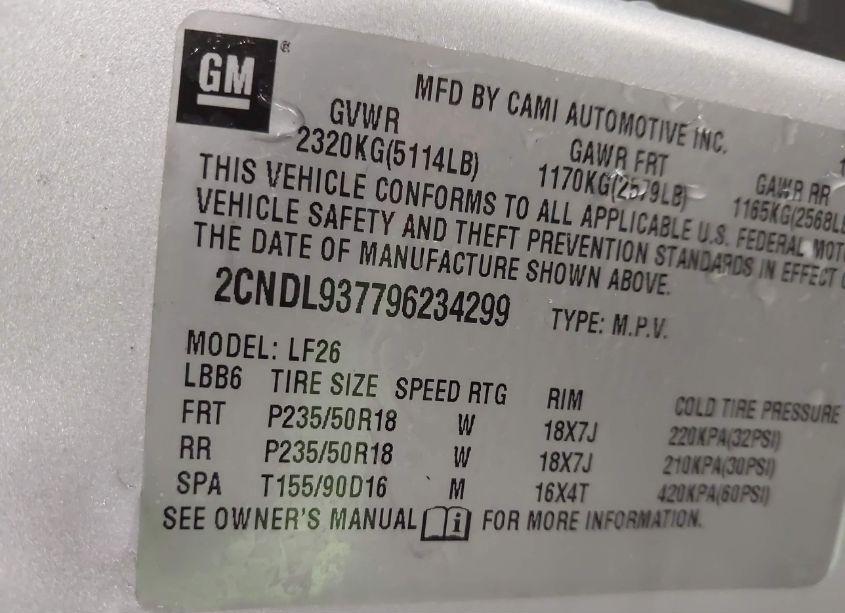 GM ®
MFD BY CAMI AUTOMOTIVE INC.
GVWR GAWR FRT GAWR RR
2320KG(5114LB) 1170KG(2579LB) 1165KG(2568LB
THIS VEHICLE CONFORMS TO ALL APPLICABLE U.S. FEDERAL MOT
VEHICLE SAFETY AND THEFT PREVENTION STANDARDS IN EFFECT
THE DATE OF MANUFACTURE SHOWN ABOVE.
2CNDL937796234299 TYPE: M.P.V.
MODEL: LF26
LBB6 TIRE SIZE SPEED RTG RIM COLD TIRE PRESSURE
FRT P235/50R18 W 18X7J 220KPA(32PSI)
RR P235/50R18 W 18X7J 210KPA(30PSI)
SPA T155/90D16 M 16X4T 420KPA(60PSI)
SEE OWNER'S MANUAL i FOR MORE INFORMATION.